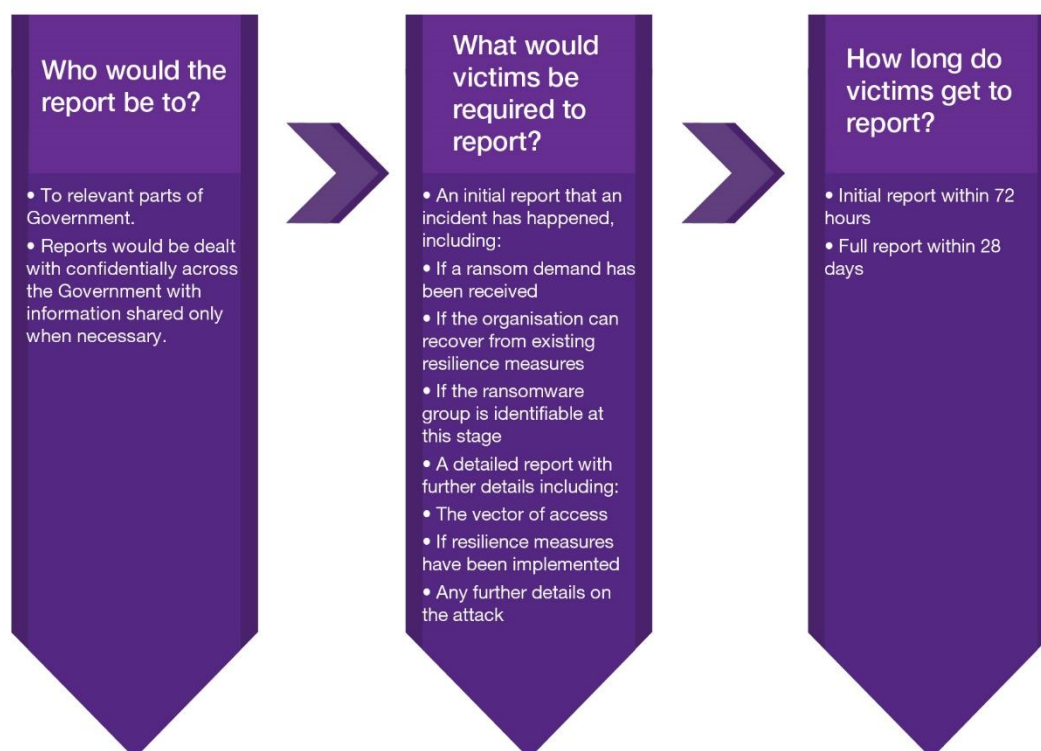 Who would the
report be to?
• To relevant parts of
Government.
• Reports would be dealt
with confidentially across
the Government with
information shared only
when necessary.
What would
victims be
required to
report?
• An initial report that an
incident has happened,
including:
• If a ransom demand has
been received
• If the organisation can
recover from existing
resilience measures
• If the ransomware
group is identifiable at
this stage
• A detailed report with
further details including:
• The vector of access
• If resilience measures
have been implemented
• Any further details on
the attack
How long do
victims get to
report?
• Initial report within 72
hours
• Full report within 28
days